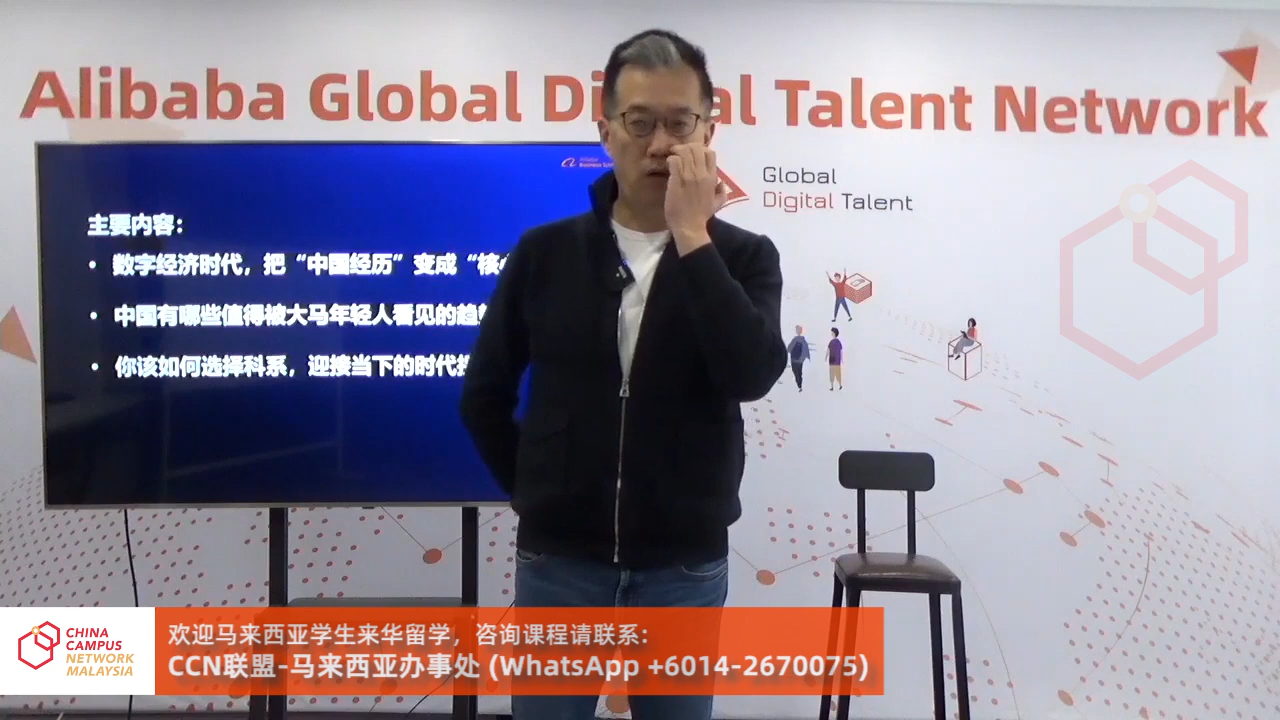 Alibaba Global Di al Talent Network
Alibaba
Business
Global
Digital Talent
主要内容：
• 数字经济时代，把“中国经历”变成“核
• 中国有哪些值得被大马年轻人看见的趋
• 你该如何选择科系，迎接当下的时代
CHINA
CAMPUS
NETWORK
MALAYSIA
欢迎马来西亚学生来华留学，咨询课程请联系:
CCN联盟-马来西亚办事处 (WhatsApp +6014-2670075)